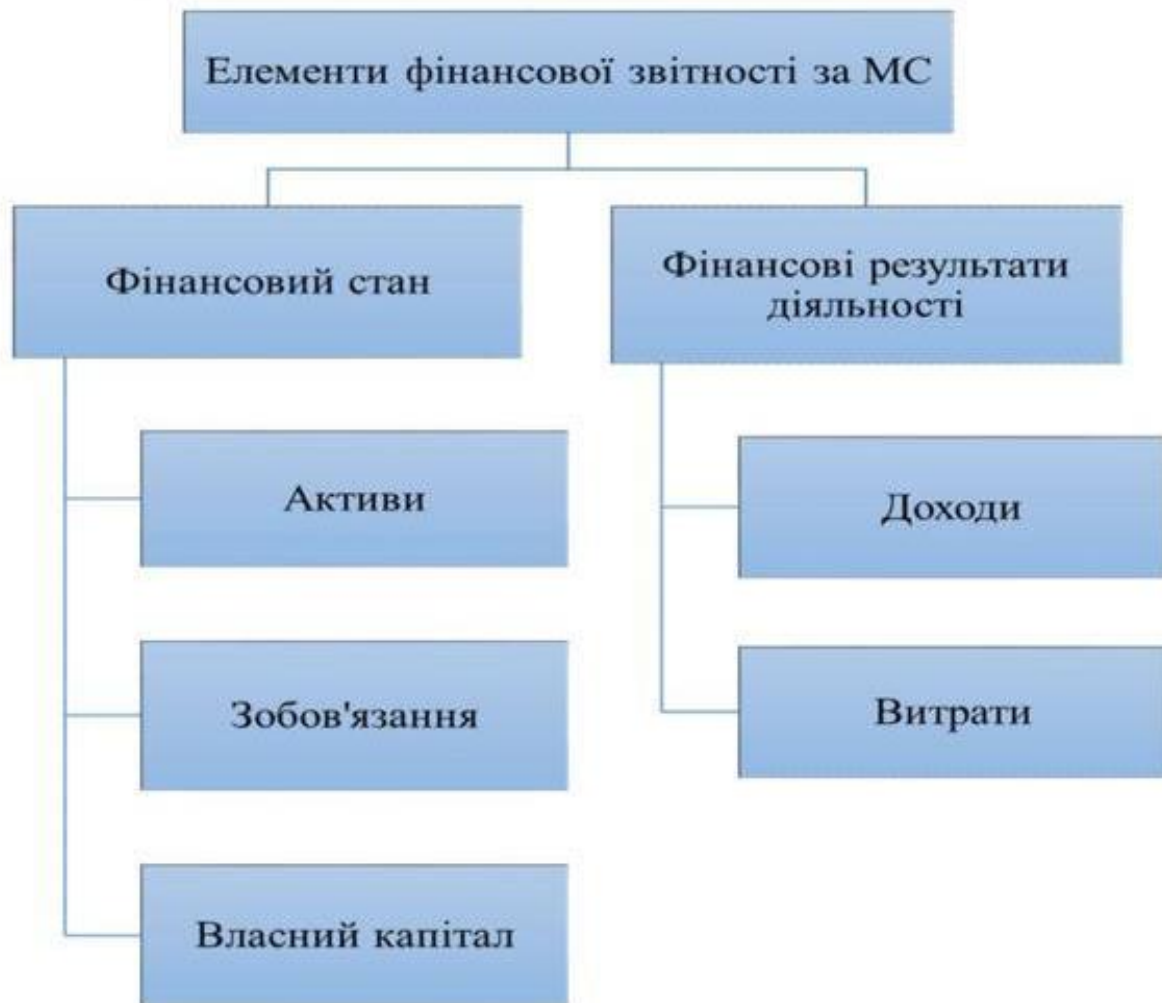 Елементи фінансової звітності за МС
Фінансовий стан
Фінансові результати
діяльності
Активи
Доходи
Зобов'язання
Витрати
Власний капітал